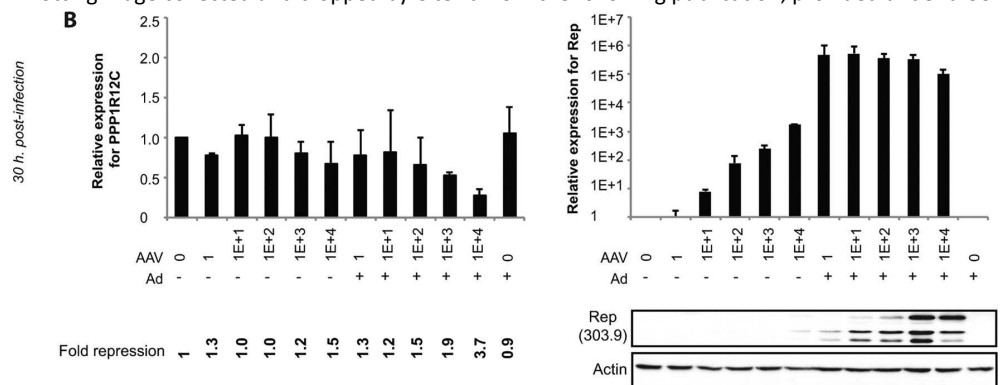 B
30 h. post-infection
Relative expression
for PPP1R12C
2.5
2.0
1.5
1.0
0.5
0
AAV 0 1 1E+1 1E+2 1E+3 1E+4 1 1E+1 1E+2 1E+3 1E+4 0
Ad - - - - - - + + + + + +
Fold repression 1 1.3 1.0 1.0 1.2 1.5 1.3 1.2 1.5 1.9 3.7 0.9
Relative expression for Rep
1E+7
1E+6
1E+5
1E+4
1E+3
1E+2
1E+1
1
AAV 0 1 1E+1 1E+2 1E+3 1E+4 1 1E+1 1E+2 1E+3 1E+4 0
Ad - - - - - - + + + + + +
Rep
(303.9)
Actin